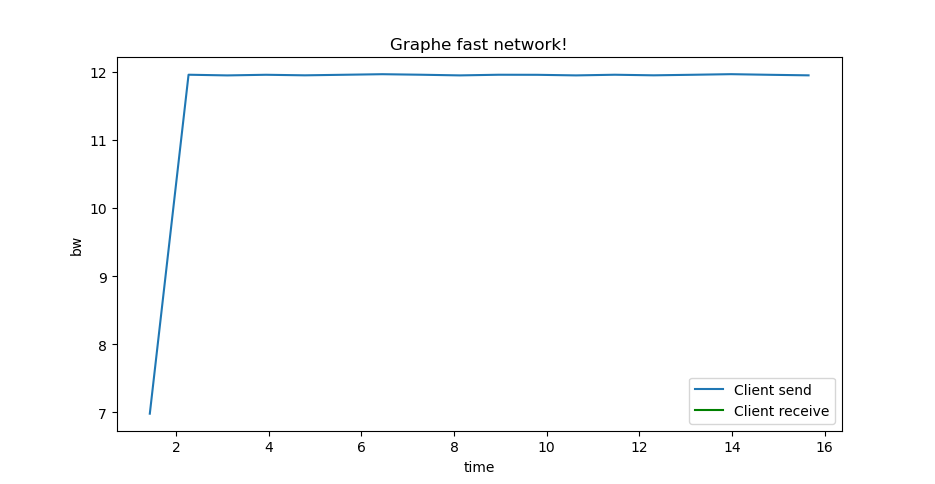 Graphe fast network!
bw
12
11
10
9
8
7
2 4 6 8 10 12 14 16
time
Client send
Client receive